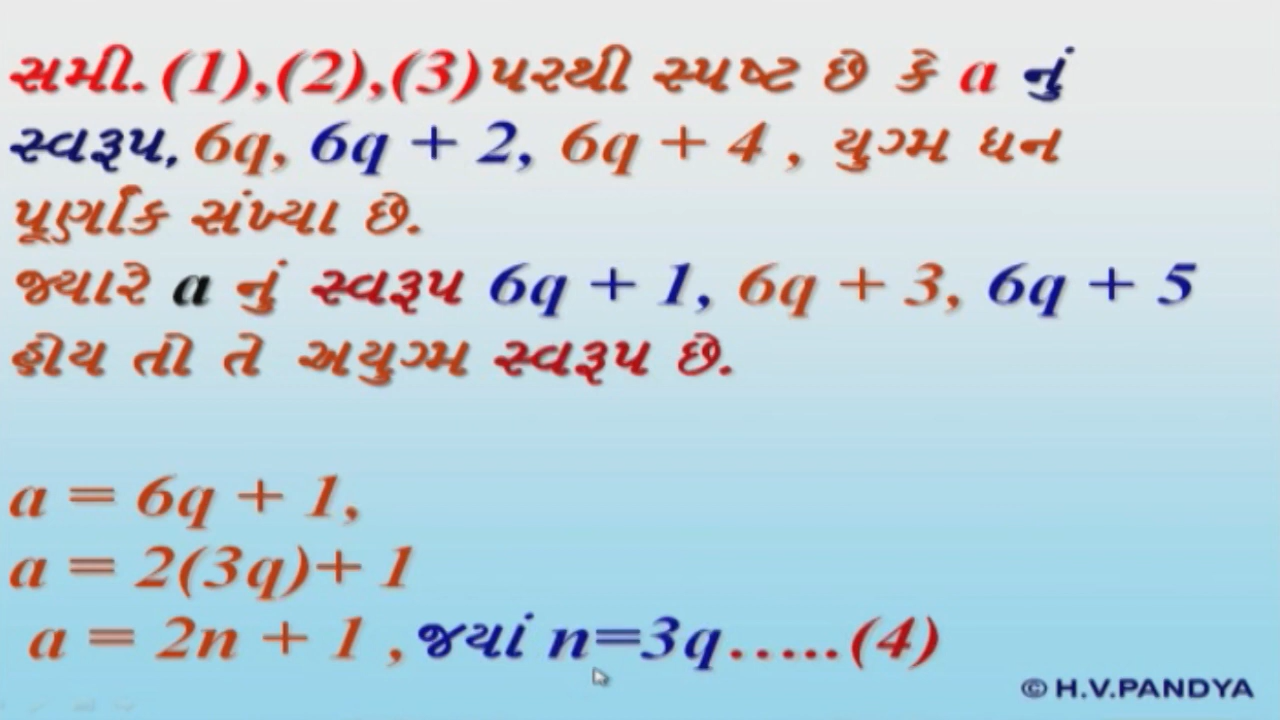 સમી.(1),(2),(3)પરથી સ્પષ્ટ છે કે a નું
સ્વરૂપ, 6q, 6q + 2, 6q + 4 , યુગ્મ ધન
પૂર્ણાંક સંખ્યા છે.
જ્યારે a નું સ્વરૂપ 6q + 1, 6q + 3, 6q + 5
હોય તો તે અયુગ્મ સ્વરૂપ છે.
a = 6q + 1,
a = 2(3q)+ 1
a = 2n + 1 ,જયાં n=3q.....(4)
© H.V.PANDYA